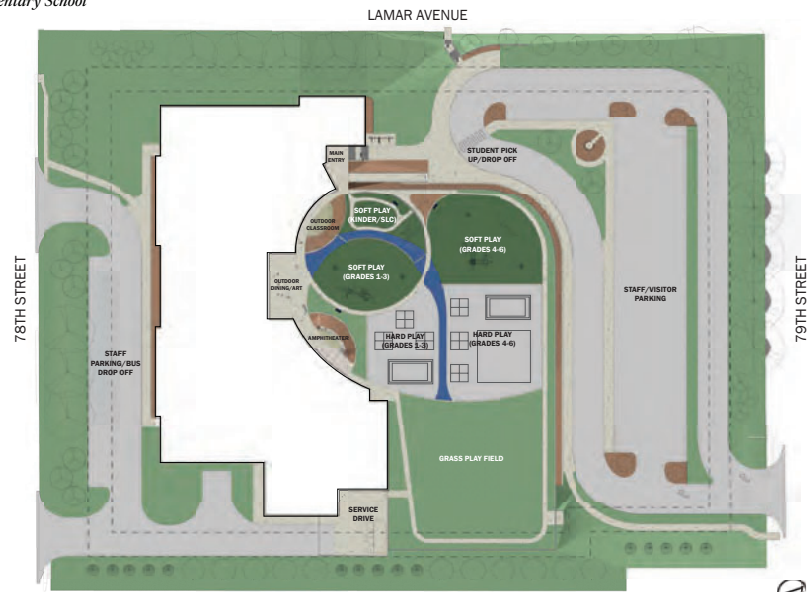 entary School
LAMAR AVENUE
MAIN
ENTRY
STUDENT PICK
UP/DROP OFF
OUTDOOR
CLASSROOM
SOFT PLAY
(KINDER/SLC)
SOFT PLAY
(GRADES 4-6)
SOFT PLAY
(GRADES 1-3)
OUTDOOR
DINING/ART
78TH STREET
79TH STREET
STAFF/VISITOR
PARKING
AMPHITHEATER
HARD PLAY
(GRADES 1-3)
HARD PLAY
(GRADES 4-6)
STAFF
PARKING/BUS
DROP OFF
GRASS PLAY FIELD
SERVICE
DRIVE